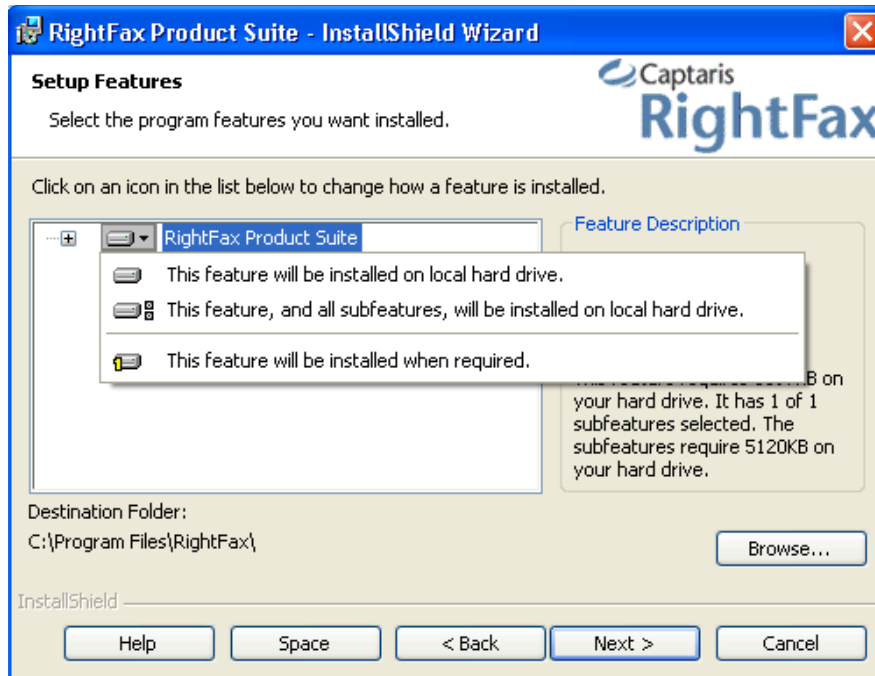 RightFax Product Suite - InstallShield Wizard
Setup Features
Select the program features you want installed.
Captaris
RightFax
Click on an icon in the list below to change how a feature is installed.
RightFax Product Suite
Feature Description
This feature will be installed on local hard drive.
This feature, and all subfeatures, will be installed on local hard drive.
This feature will be installed when required.
your hard drive. It has 1 of 1
subfeatures selected. The
subfeatures require 5120KB on
your hard drive.
Destination Folder:
C:\Program Files\RightFax\
Browse...
InstallShield
Help
Space
< Back
Next >
Cancel